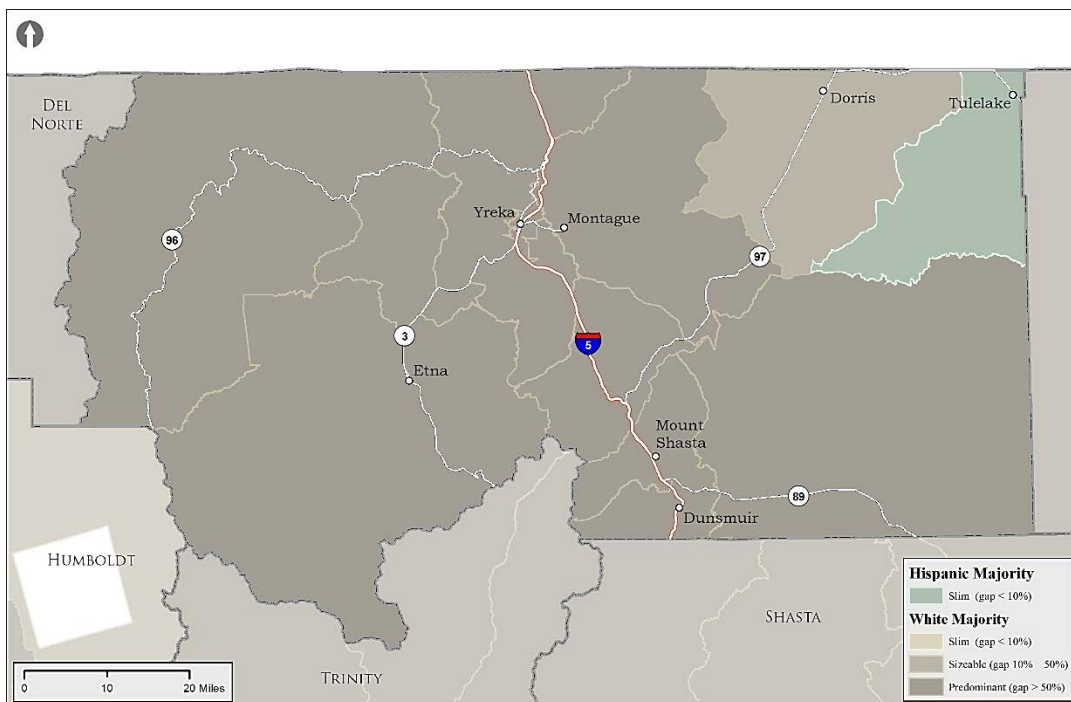 DEL
NORTE
Dorris
Tulelake
Yreka
Montague
96
97
3
5
Etna
Mount
Shasta
89
Dunsmuir
HUMBOLDT
SHASTA
TRINITY
0 10 20 Miles
Hispanic Majority
Slim (gap < 10%)
White Majority
Slim (gap < 10%)
Sizeable (gap 10% 50%)
Predominant (gap > 50%)